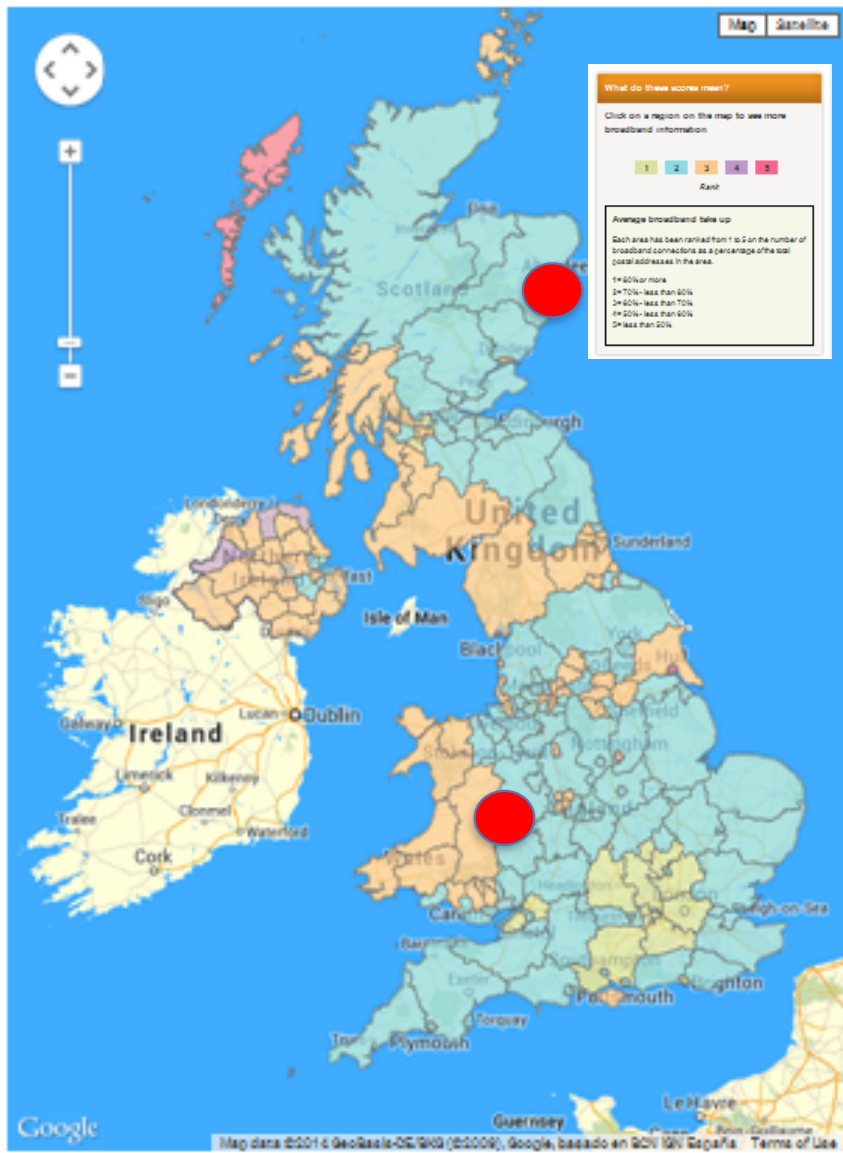 Map Satellite
What do these scores mean?
Click on a region on the map to see more
broadband information
1 2 3 4 5
Rank
Average broadband take up
Each area has been ranked from 1 to 5 on the number of
broadband connections as a percentage of the total
postal addresses in the area.
1= 80% or more
2= 70% - less than 80%
3= 60% - less than 70%
4= 50% - less than 60%
5= less than 50%
Scotland
Edinburgh
United
Kingdom
Sunderland
Londonderry
Derry
Northern
Ireland
Sligo
Isle of Man
York
Leeds
Hull
Galway
Lucan
Dublin
Ireland
Nottingham
Limerick
Kilkenny
Tralee
Clonmel
Waterford
Wales
Cork
London
Southampton
Brighton
Portsmouth
Exeter
Torquay
Plymouth
Le Havre
Guernsey
Google
Map data ©2014 GeoBasis-DE/BKG (©2009), Google, basado en BCN IGN España Terms of Use